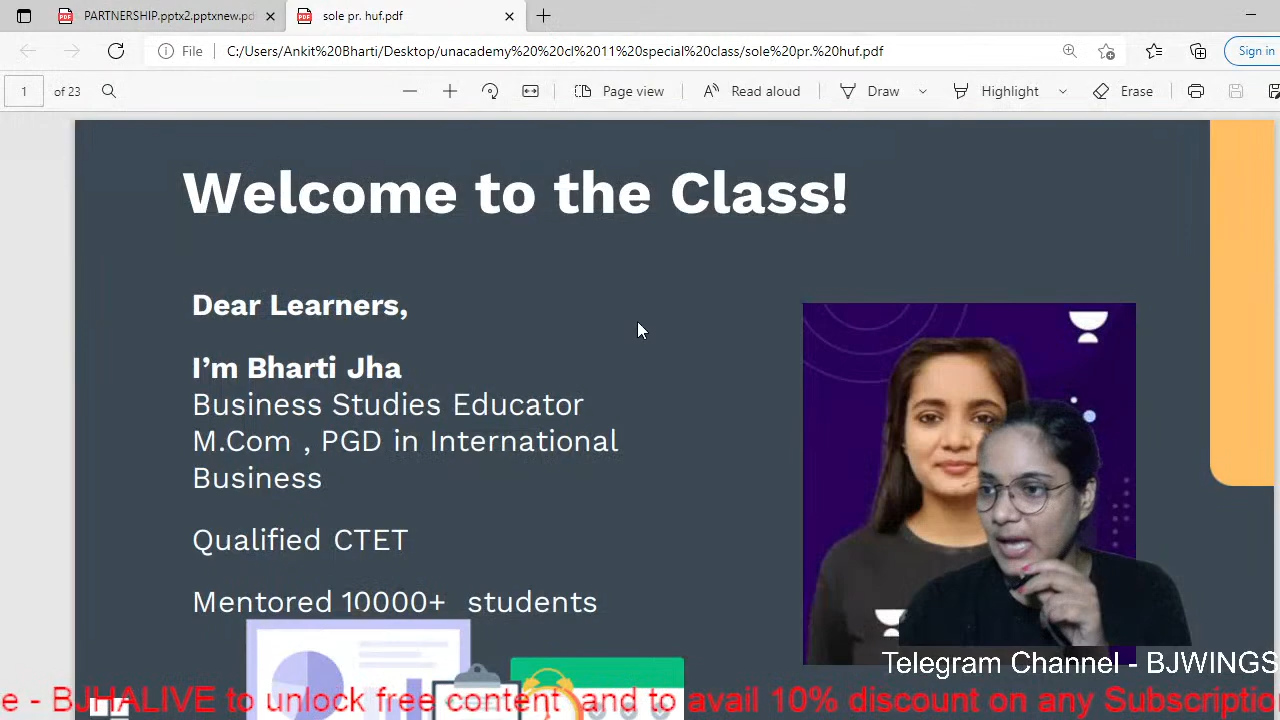 PARTNERSHIP.pptx2.pptxnew.pd
sole pr. huf.pdf
File
C:/Users/Ankit%20Bharti/Desktop/unacademy%20%20cl%2011%20special%20class/sole%20pr.%20huf.pdf
Sign in
1 of 23
Page view
Read aloud
Draw
Highlight
Erase
Welcome to the Class!
Dear Learners,
I'm Bharti Jha
Business Studies Educator
M.Com , PGD in International
Business
Qualified CTET
Mentored 10000+ students
Telegram Channel - BJWINGS
e - BJHALIVE to unlock free content and to avail 10% discount on any Subscriptio